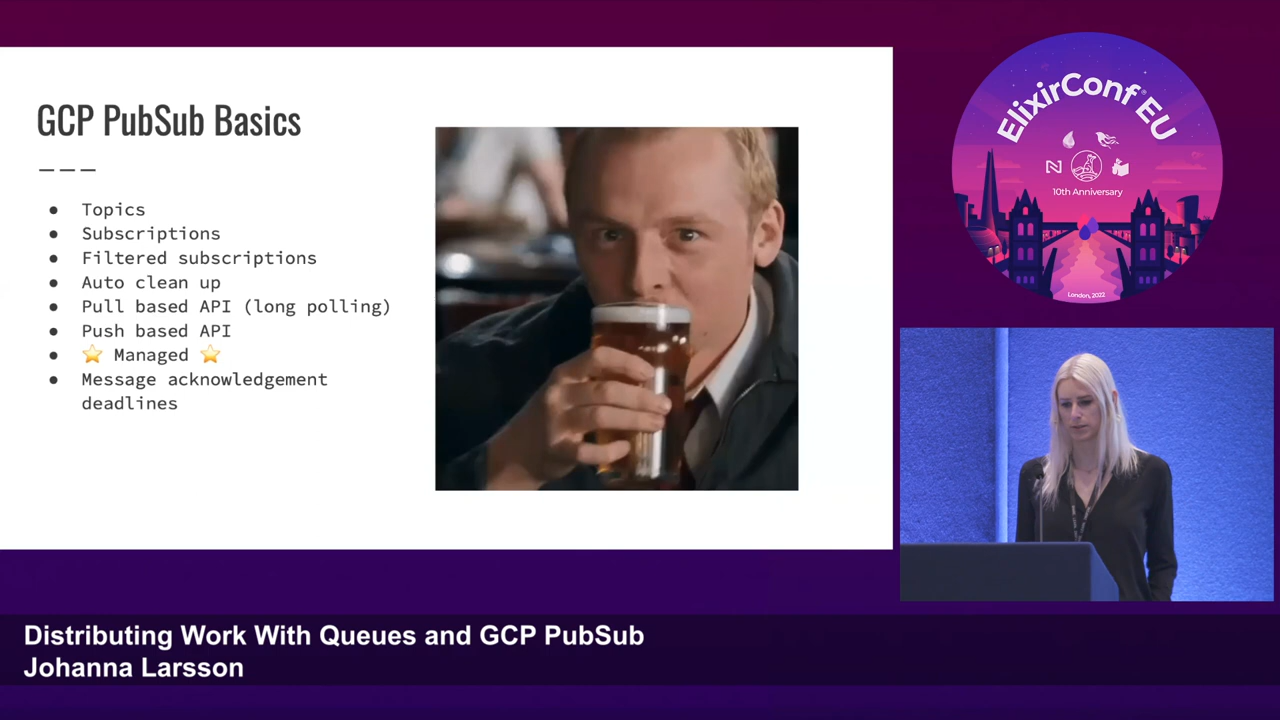 GCP PubSub Basics
● Topics
● Subscriptions
● Filtered subscriptions
● Auto clean up
● Pull based API (long polling)
● Push based API
● ⭐ Managed ⭐
● Message acknowledgement
deadlines
ElixirConf® EU
10th Anniversary
London, 2022
Distributing Work With Queues and GCP PubSub
Johanna Larsson